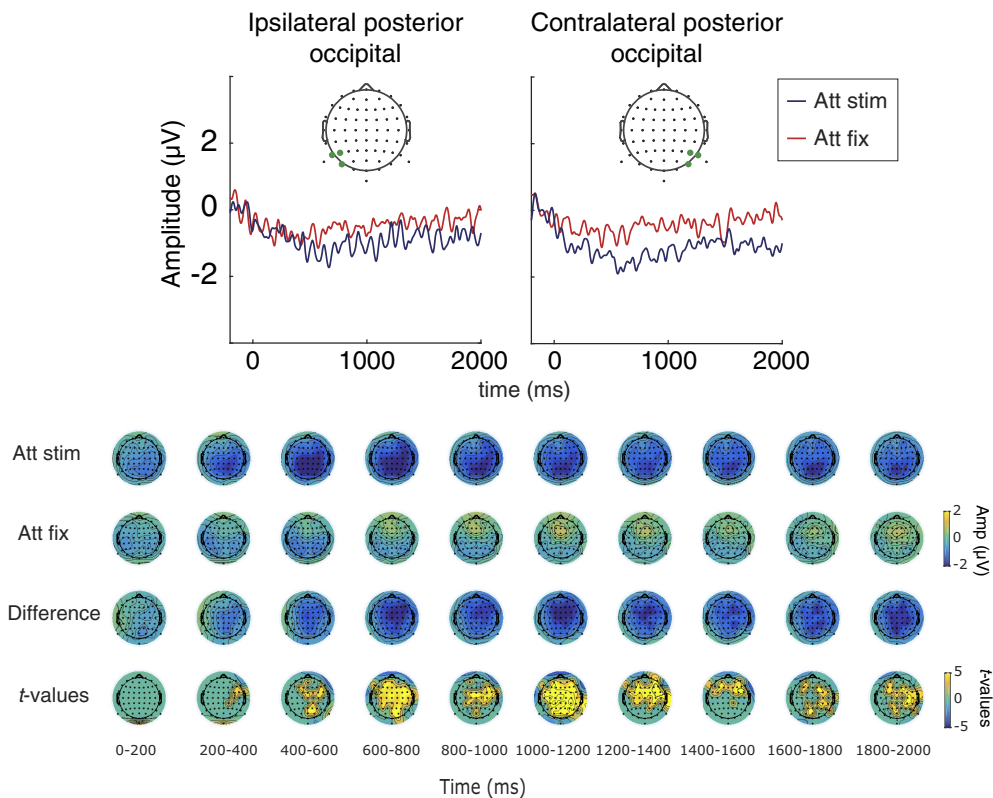 Ipsilateral posterior
occipital
Contralateral posterior
occipital
Att stim
Att fix
Amplitude (μV)
2
0
-2
0
1000
2000
0
1000
2000
time (ms)
Att stim
Att fix
2
0
-2
Amp (μV)
Difference
t-values
5
0
-5
t-values
0-200 200-400 400-600 600-800 800-1000 1000-1200 1200-1400 1400-1600 1600-1800 1800-2000
Time (ms)